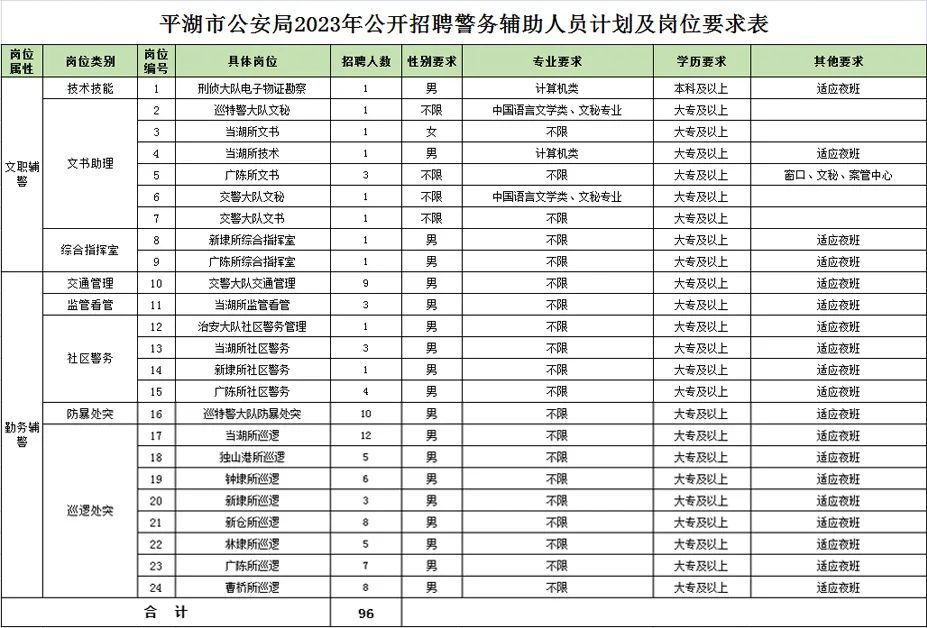 平湖市公安局2023年公开招聘警务辅助人员计划及岗位要求表
岗位属性 岗位类别 岗位编号 具体岗位 招聘人数 性别要求 专业要求 学历要求 其他要求
文职辅警 技术技能 1 刑侦大队电子物证勘察 1 男 计算机类 本科及以上 适应夜班
文书助理 2 巡特警大队文秘 1 不限 中国语言文学类、文秘专业 大专及以上
3 当湖所文书 1 女 不限 大专及以上
4 当湖所技术 1 男 计算机类 大专及以上 适应夜班
5 广陈所文书 3 不限 不限 大专及以上 窗口、文秘、案管中心
6 交警大队文秘 1 不限 中国语言文学类、文秘专业 大专及以上
7 交警大队文书 1 不限 不限 大专及以上
综合指挥室 8 新埭所综合指挥室 1 男 不限 大专及以上 适应夜班
9 广陈所综合指挥室 1 男 不限 大专及以上 适应夜班
勤务辅警 交通管理 10 交警大队交通管理 9 男 不限 大专及以上 适应夜班
监管看管 11 当湖所监管看管 3 男 不限 大专及以上 适应夜班
社区警务 12 治安大队社区警务管理 1 男 不限 大专及以上 适应夜班
13 当湖所社区警务 3 男 不限 大专及以上 适应夜班
14 新埭所社区警务 1 男 不限 大专及以上 适应夜班
15 广陈所社区警务 4 男 不限 大专及以上 适应夜班
防暴处突 16 巡特警大队防暴处突 10 男 不限 大专及以上 适应夜班
巡逻处突 17 当湖所巡逻 12 男 不限 大专及以上 适应夜班
18 独山港所巡逻 5 男 不限 大专及以上 适应夜班
19 钟埭所巡逻 6 男 不限 大专及以上 适应夜班
20 新埭所巡逻 3 男 不限 大专及以上 适应夜班
21 新仓所巡逻 8 男 不限 大专及以上 适应夜班
22 林埭所巡逻 5 男 不限 大专及以上 适应夜班
23 广陈所巡逻 7 男 不限 大专及以上 适应夜班
24 曹桥所巡逻 8 男 不限 大专及以上 适应夜班
合 计 96